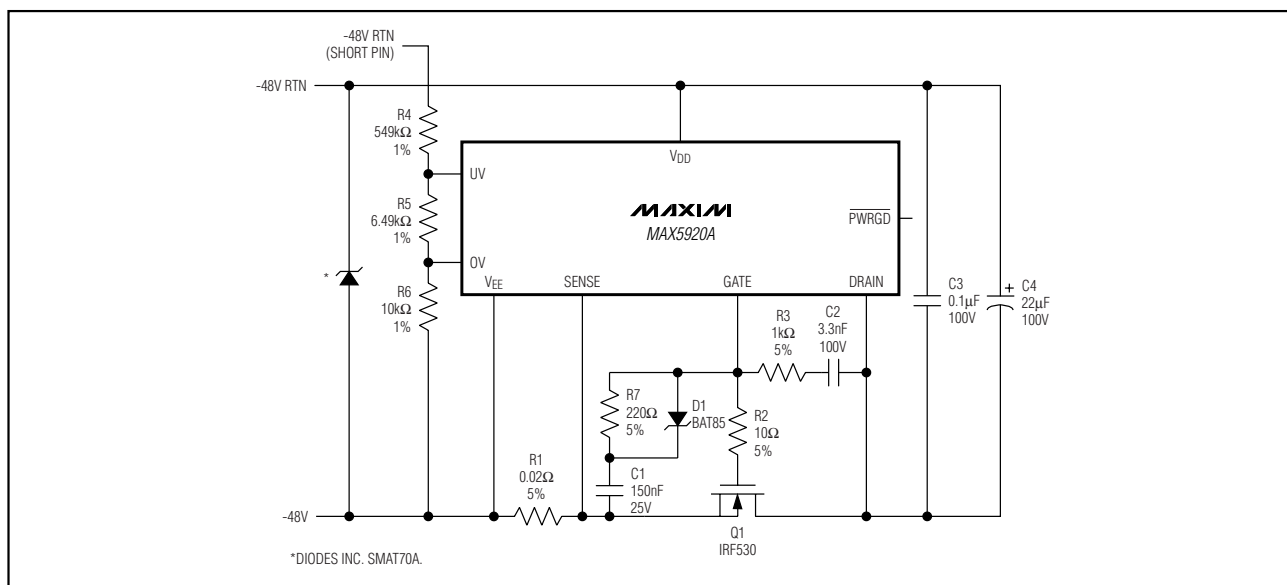 -48V RTN
(SHORT PIN)
-48V RTN
R4
549kΩ
1%
UV
R5
6.49kΩ
1%
OV
R6
10kΩ
1%
*
VDD
MAXIM
MAX5920A
PWRGD
VEE
SENSE
GATE
DRAIN
C3
0.1µF
100V
+
C4
22µF
100V
R3
1kΩ
5%
C2
3.3nF
100V
R7
220Ω
5%
D1
BAT85
R2
10Ω
5%
R1
0.02Ω
5%
C1
150nF
25V
-48V
Q1
IRF530
*DIODES INC. SMAT70A.